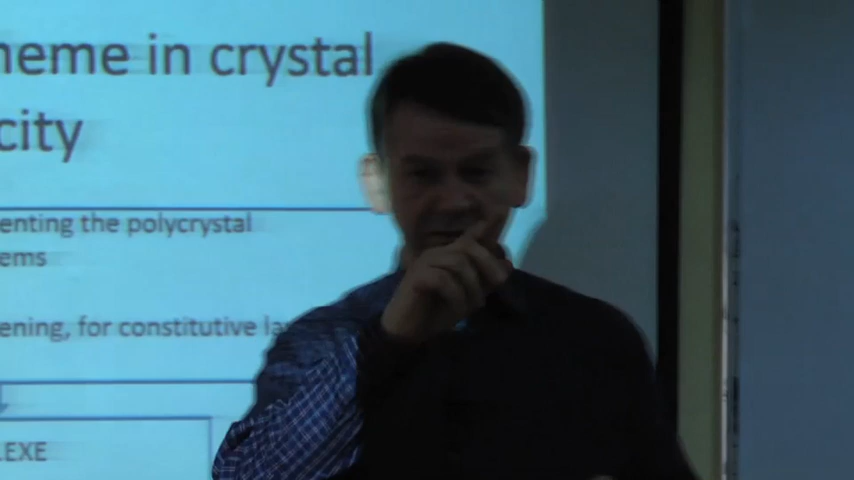 heme in crystal
city
enting the polycrystal
ems
ening, for constitutive la
.EXE